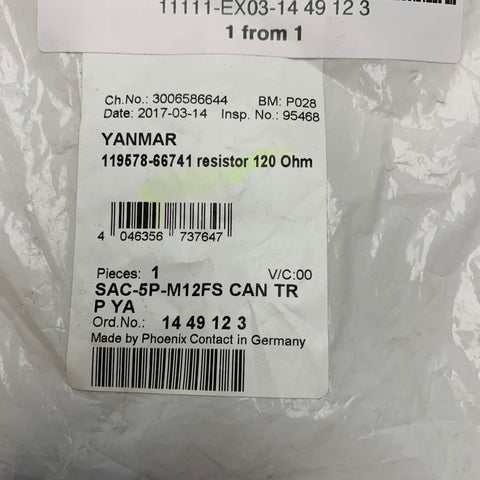 11111-EX03-14 49 12 3
1 from 1
Ch.No.: 3006586644 BM: P028
Date: 2017-03-14 Insp. No.: 95468
YANMAR
119578-66741 resistor 120 Ohm
4 046356 737647
Pieces: 1 V/C:00
SAC-5P-M12FS CAN TR
P YA
Ord.No.: 14 49 12 3
Made by Phoenix Contact in Germany